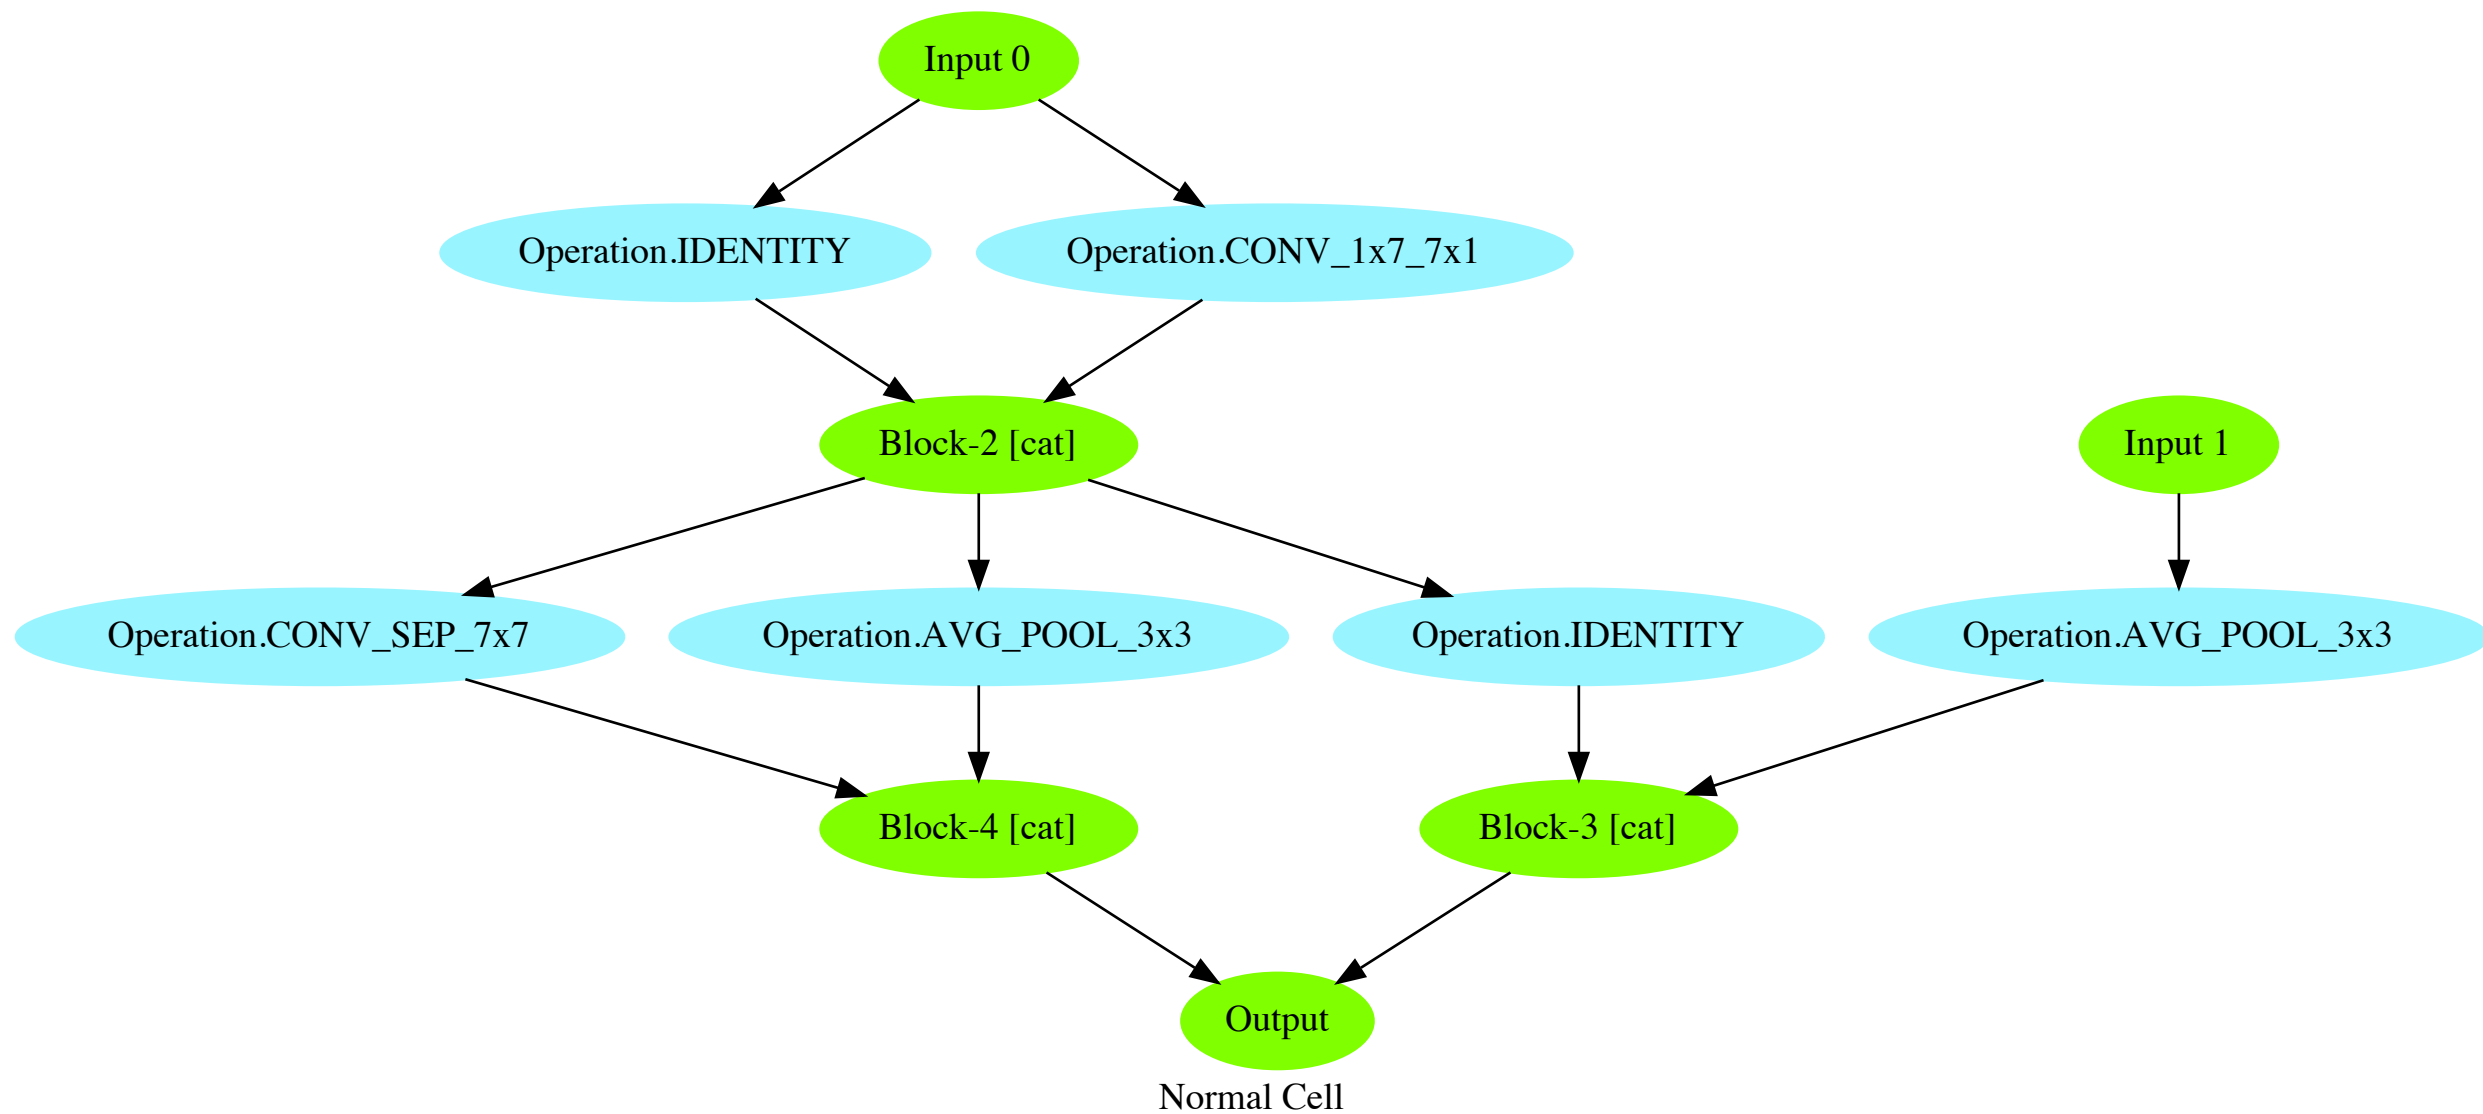 Input 0
Operation.IDENTITY
Operation.CONV_1x7_7x1
Block-2 [cat]
Input 1
Operation.CONV_SEP_7x7
Operation.AVG_POOL_3x3
Operation.IDENTITY
Operation.AVG_POOL_3x3
Block-4 [cat]
Block-3 [cat]
Output
Normal Cell